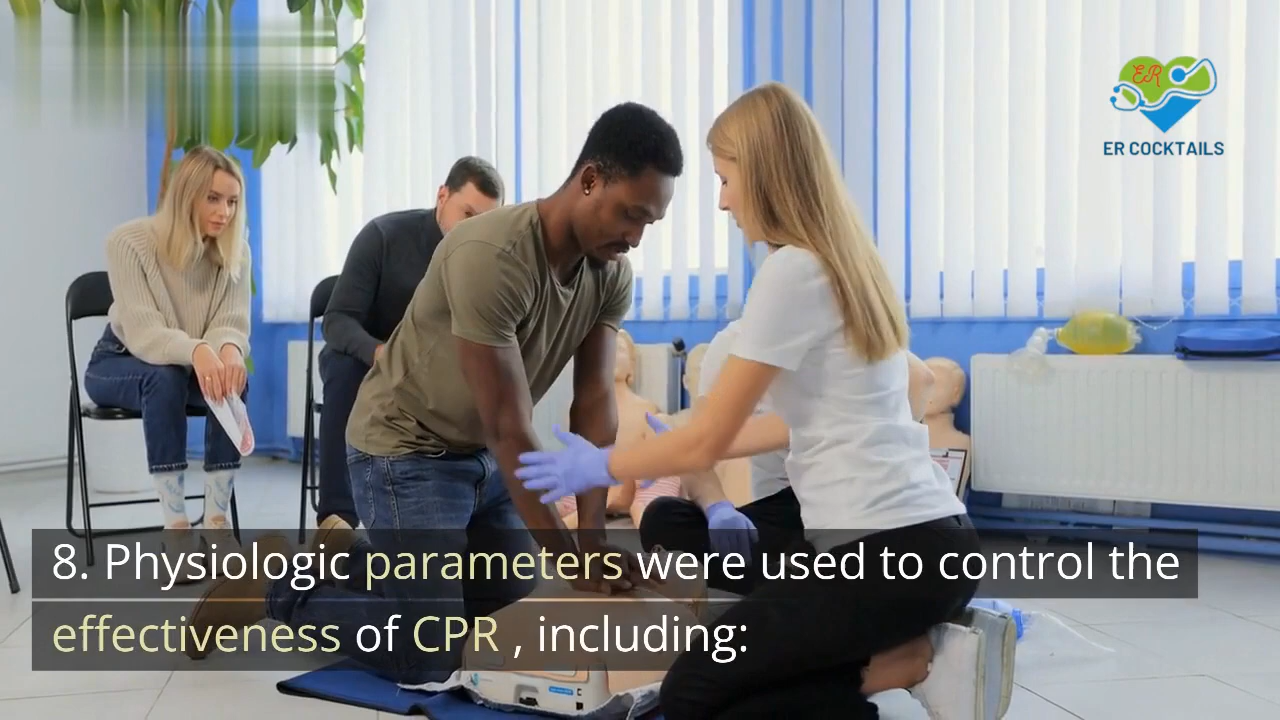 ER
ER COCKTAILS
8. Physiologic parameters were used to control the
effectiveness of CPR , including: